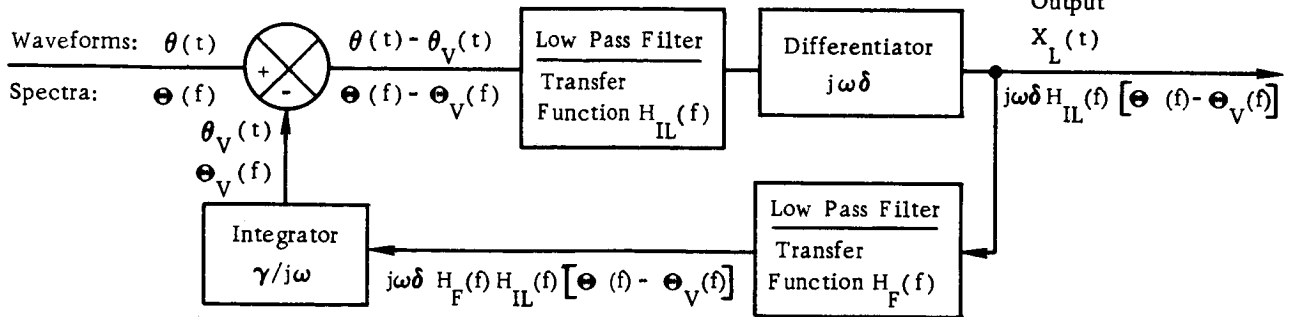 Output
Waveforms: θ(t)
θ(t) - θ_V(t)
Low Pass Filter
Differentiator
X_L(t)
+
-
Transfer
jωδ
Spectra: Θ(f)
Θ(f) - Θ_V(f)
Function H_IL(f)
jωδ H_IL(f) [Θ (f) - Θ_V(f)]
θ_V(t)
Θ_V(f)
Low Pass Filter
Integrator
Transfer
γ/jω
jωδ H_F(f) H_IL(f) [Θ (f) - Θ_V(f)]
Function H_F(f)